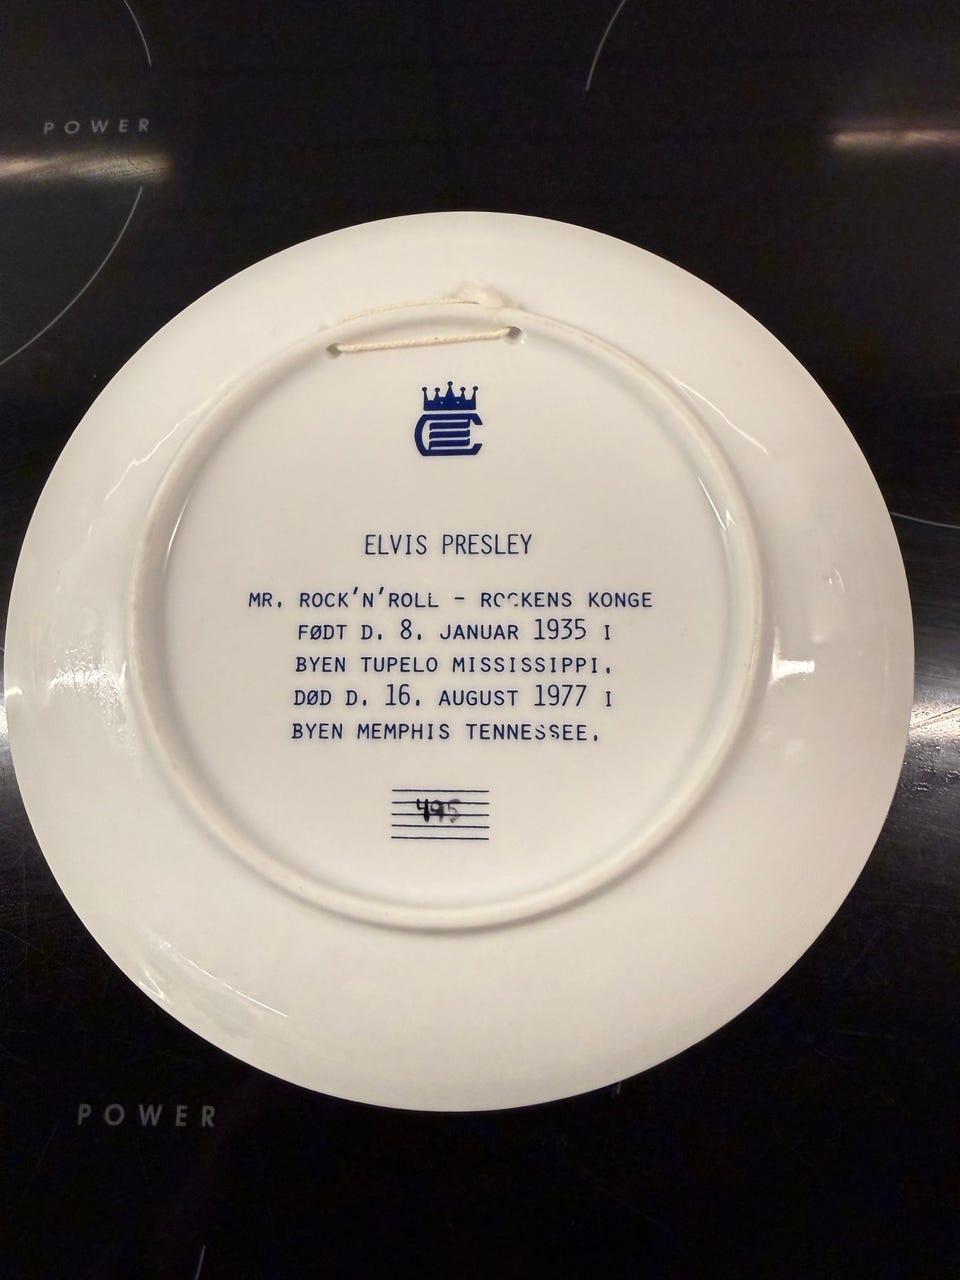 POWER
ELVIS PRESLEY
MR. ROCK'N'ROLL - ROCKENS KONGE
FØDT D. 8. JANUAR 1935 I
BYEN TUPELO MISSISSIPPI.
DØD D. 16. AUGUST 1977 I
BYEN MEMPHIS TENNESSEE.
495
POWER